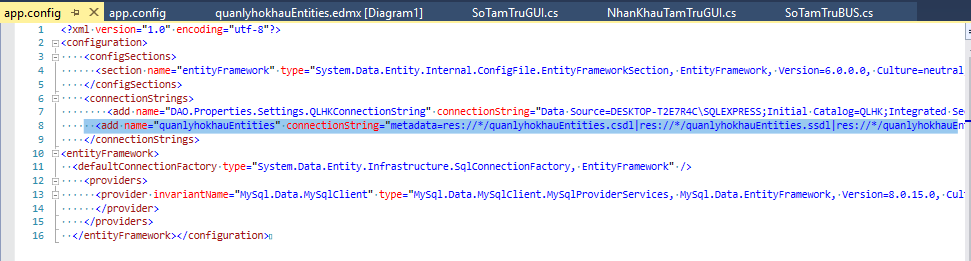 app.config app.config quanlyhokhauEntities.edmx [Diagram1] SoTamTruGUI.cs NhanKhauTamTruGUI.cs SoTamTruBUS.cs
1 <?xml version="1.0" encoding="utf-8"?>
2 <configuration>
3 <configSections>
4 <section name="entityFramework" type="System.Data.Entity.Internal.ConfigFile.EntityFrameworkSection, EntityFramework, Version=6.0.0.0, Culture=neutral
5 </configSections>
6 <connectionStrings>
7 <add name="DAO.Properties.Settings.QLHKConnectionString" connectionString="Data Source=DESKTOP-T2E7R4C\SQLEXPRESS;Initial Catalog=QLHK;Integrated Se
8 <add name="quanlyhokhauEntities" connectionString="metadata=res://*/quanlyhokhauEntities.csdl|res://*/quanlyhokhauEntities.ssdl|res://*/quanlyhokhauEn
9 </connectionStrings>
10 <entityFramework>
11 <defaultConnectionFactory type="System.Data.Entity.Infrastructure.SqlConnectionFactory, EntityFramework" />
12 <providers>
13 <provider invariantName="MySql.Data.MySqlClient" type="MySql.Data.MySqlClient.MySqlProviderServices, MySql.Data.EntityFramework, Version=8.0.15.0, Cul
14 </provider>
15 </providers>
16 </entityFramework></configuration>